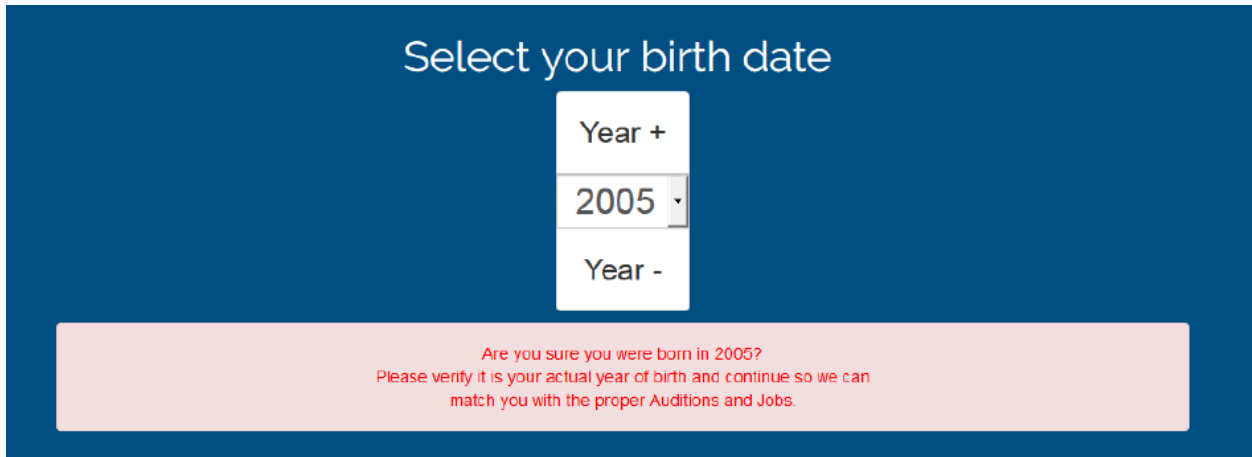 Select your birth date
Year +
2005
Year -
Are you sure you were born in 2005?
Please verify it is your actual year of birth and continue so we can
match you with the proper Auditions and Jobs.